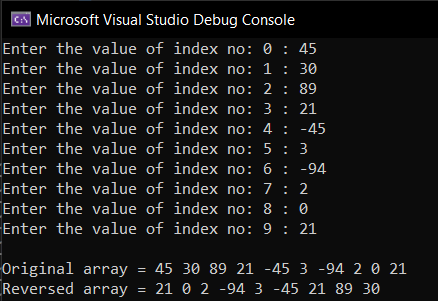 C:\ Microsoft Visual Studio Debug Console
Enter the value of index no: 0 : 45
Enter the value of index no: 1 : 30
Enter the value of index no: 2 : 89
Enter the value of index no: 3 : 21
Enter the value of index no: 4 : -45
Enter the value of index no: 5 : 3
Enter the value of index no: 6 : -94
Enter the value of index no: 7 : 2
Enter the value of index no: 8 : 0
Enter the value of index no: 9 : 21
Original array = 45 30 89 21 -45 3 -94 2 0 21
Reversed array = 21 0 2 -94 3 -45 21 89 30